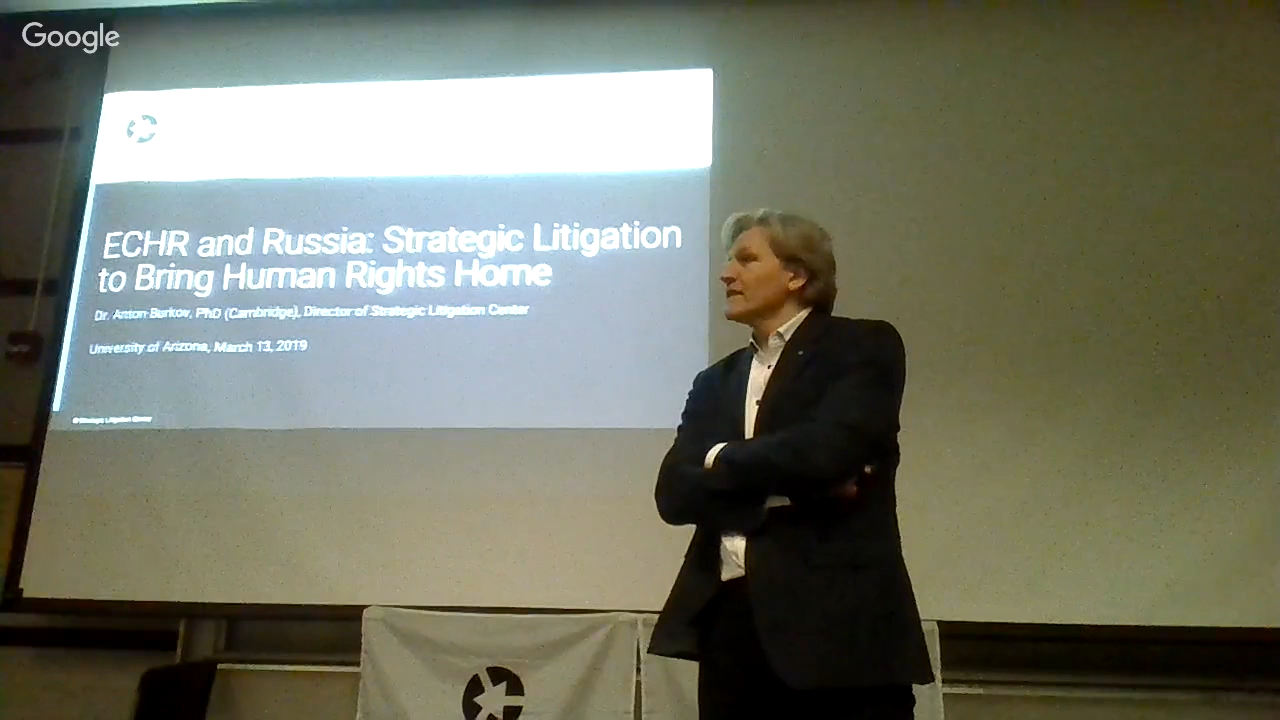 Google
ECHR and Russia: Strategic Litigation
to Bring Human Rights Home
Dr. Anton Burkov, PhD (Cambridge), Director of Strategic Litigation Center
University of Arizona, March 13, 2019